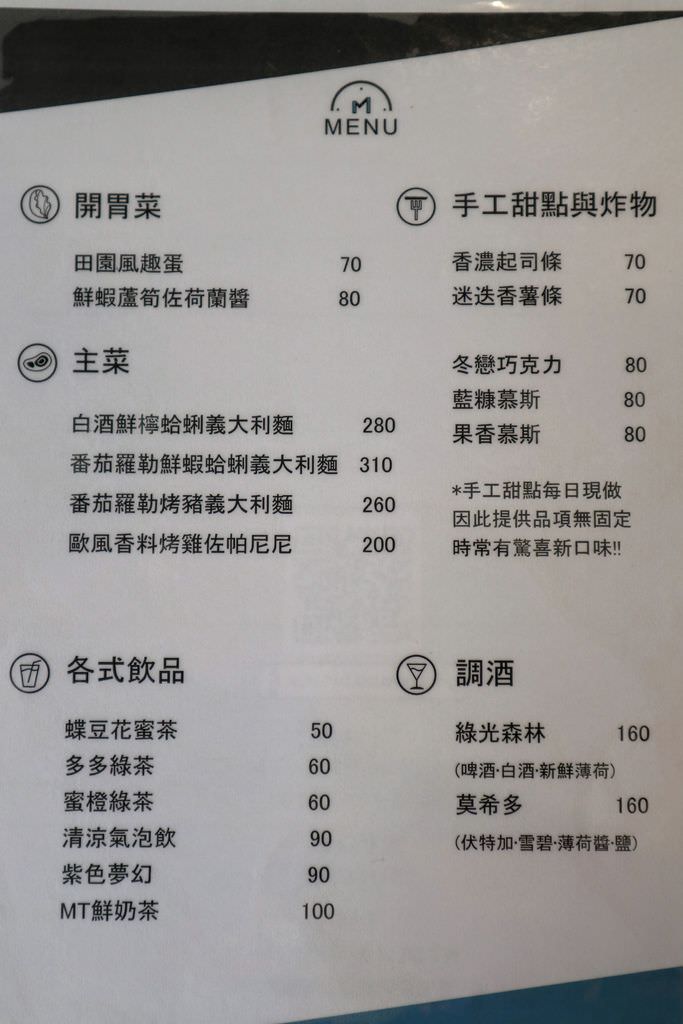 M
MENU
開胃菜
田園風趣蛋 70
鮮蝦蘆筍佐荷蘭醬 80
主菜
白酒鮮檸蛤蜊義大利麵 280
番茄羅勒鮮蝦蛤蜊義大利麵 310
番茄羅勒烤豬義大利麵 260
歐風香料烤雞佐帕尼尼 200
手工甜點與炸物
香濃起司條 70
迷迭香薯條 70
冬戀巧克力 80
藍糠慕斯 80
果香慕斯 80
*手工甜點每日現做
因此提供品項無固定
時常有驚喜新口味!!
各式飲品
蝶豆花蜜茶 50
多多綠茶 60
蜜橙綠茶 60
清涼氣泡飲 90
紫色夢幻 90
MT鮮奶茶 100
調酒
綠光森林 160
(啤酒·白酒·新鮮薄荷)
莫希多 160
(伏特加·雪碧·薄荷醬·鹽)